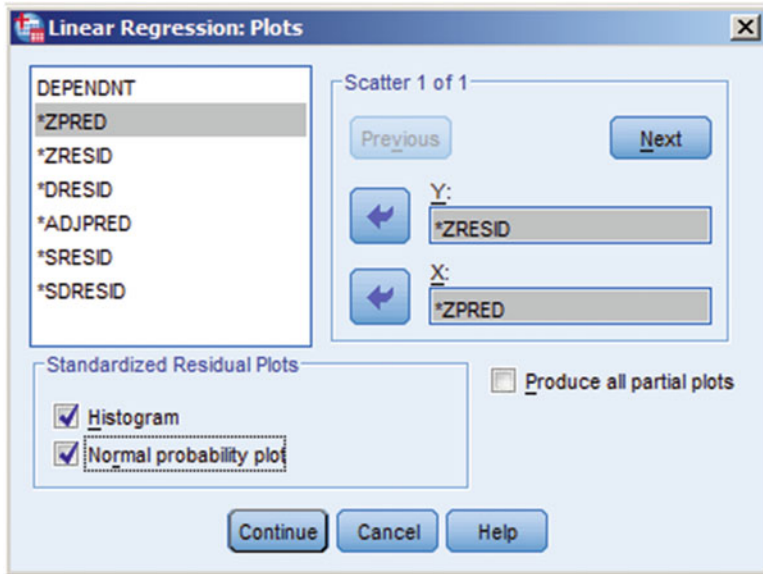 Linear Regression: Plots
DEPENDNT
*ZPRED
*ZRESID
*DRESID
*ADJPRED
*SRESID
*SDRESID
Scatter 1 of 1
Previous
Next
Y:
*ZRESID
X:
*ZPRED
Standardized Residual Plots
Histogram
Normal probability plot
Produce all partial plots
Continue
Cancel
Help